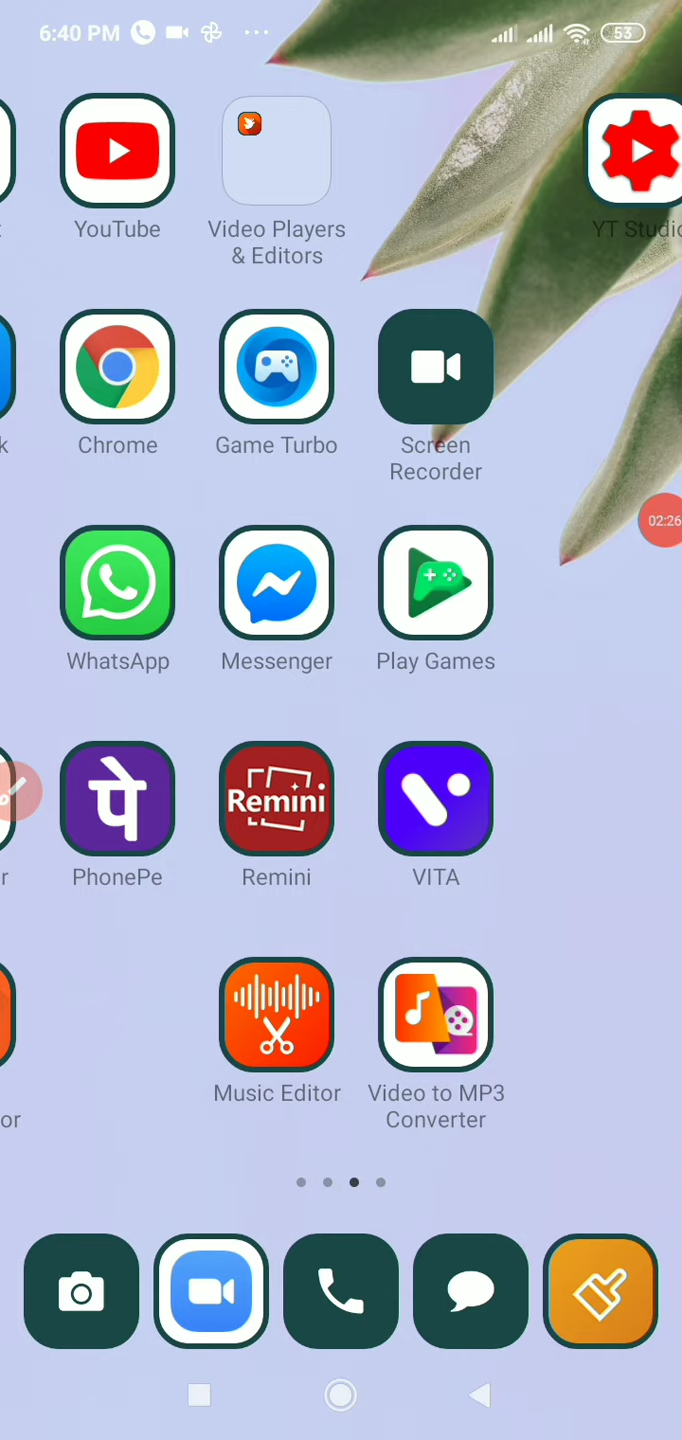 6:40 PM
53
YouTube
Video Players
& Editors
YT Studio
k
Chrome
Game Turbo
Screen
Recorder
02:26
WhatsApp
Messenger
Play Games
पे
Remini
r
PhonePe
Remini
VITA
Music Editor
Video to MP3
or
Converter